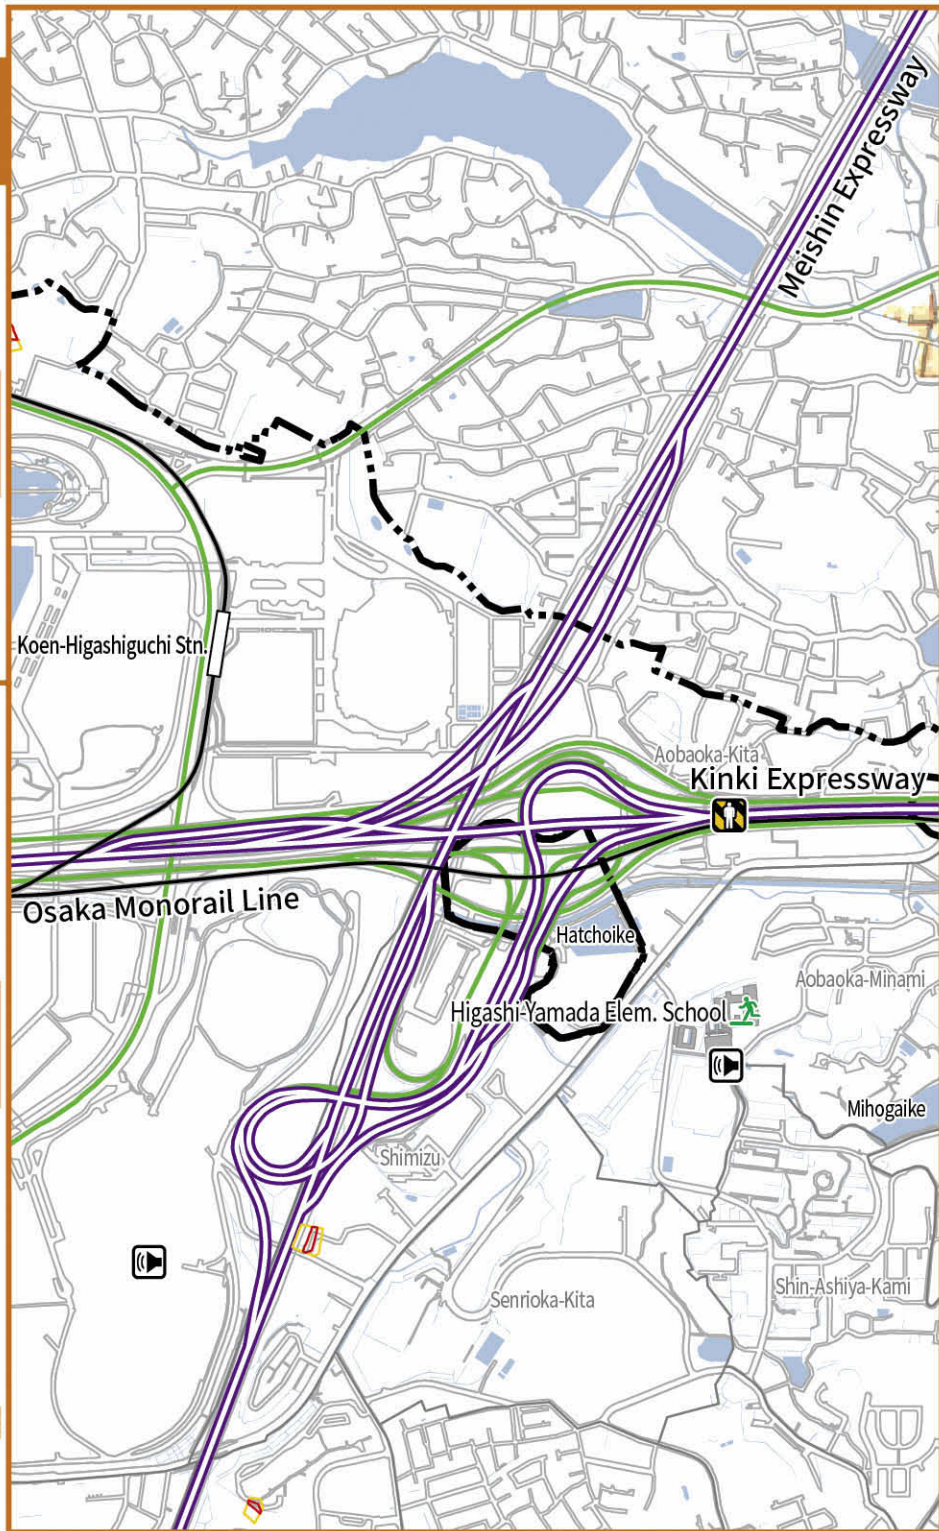 Meishin Expressway
Koen-Higashiguchi Stn.
Aobaoka-Kita
Kinki Expressway
Osaka Monorail Line
Hatchoike
Aobaoka-Minami
Higashi-Yamada Elem. School
Mihogaike
Shimizu
Shin-Ashiya-Kami
Senrioka-Kita